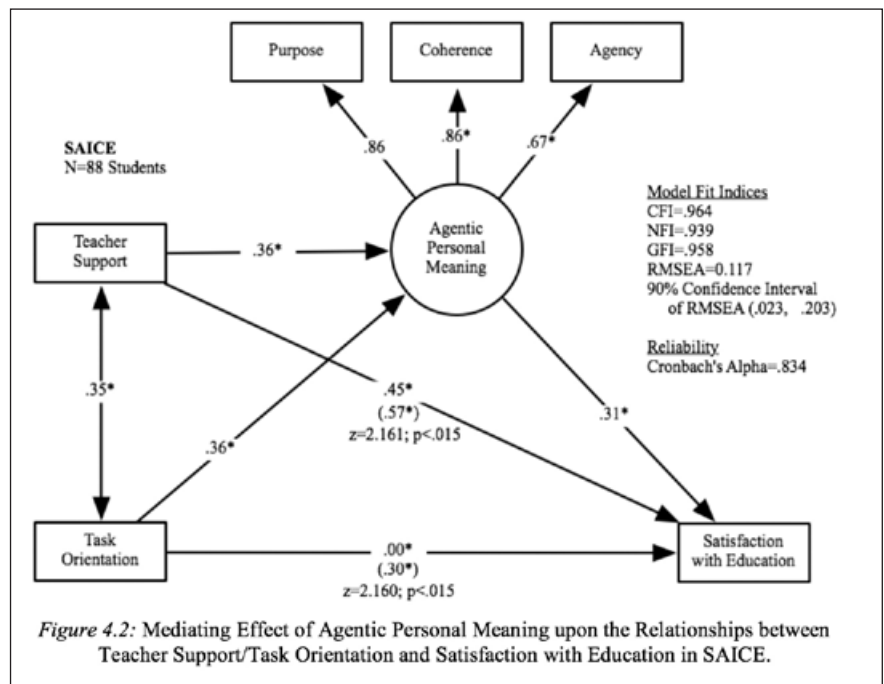 Purpose
Coherence
Agency
.86
.86*
.67*
SAICE
N=88 Students
Model Fit Indices
CFI=.964
NFI=.939
GFI=.958
RMSEA=0.117
90% Confidence Interval
of RMSEA (.023, .203)
Reliability
Cronbach's Alpha=.834
Teacher
Support
.36*
Agentic
Personal
Meaning
.35*
.36*
.45*
(.57*)
z=2.161; p<.015
.31*
Task
Orientation
.00*
(.30*)
z=2.160; p<.015
Satisfaction
with Education
Figure 4.2: Mediating Effect of Agentic Personal Meaning upon the Relationships between
Teacher Support/Task Orientation and Satisfaction with Education in SAICE.